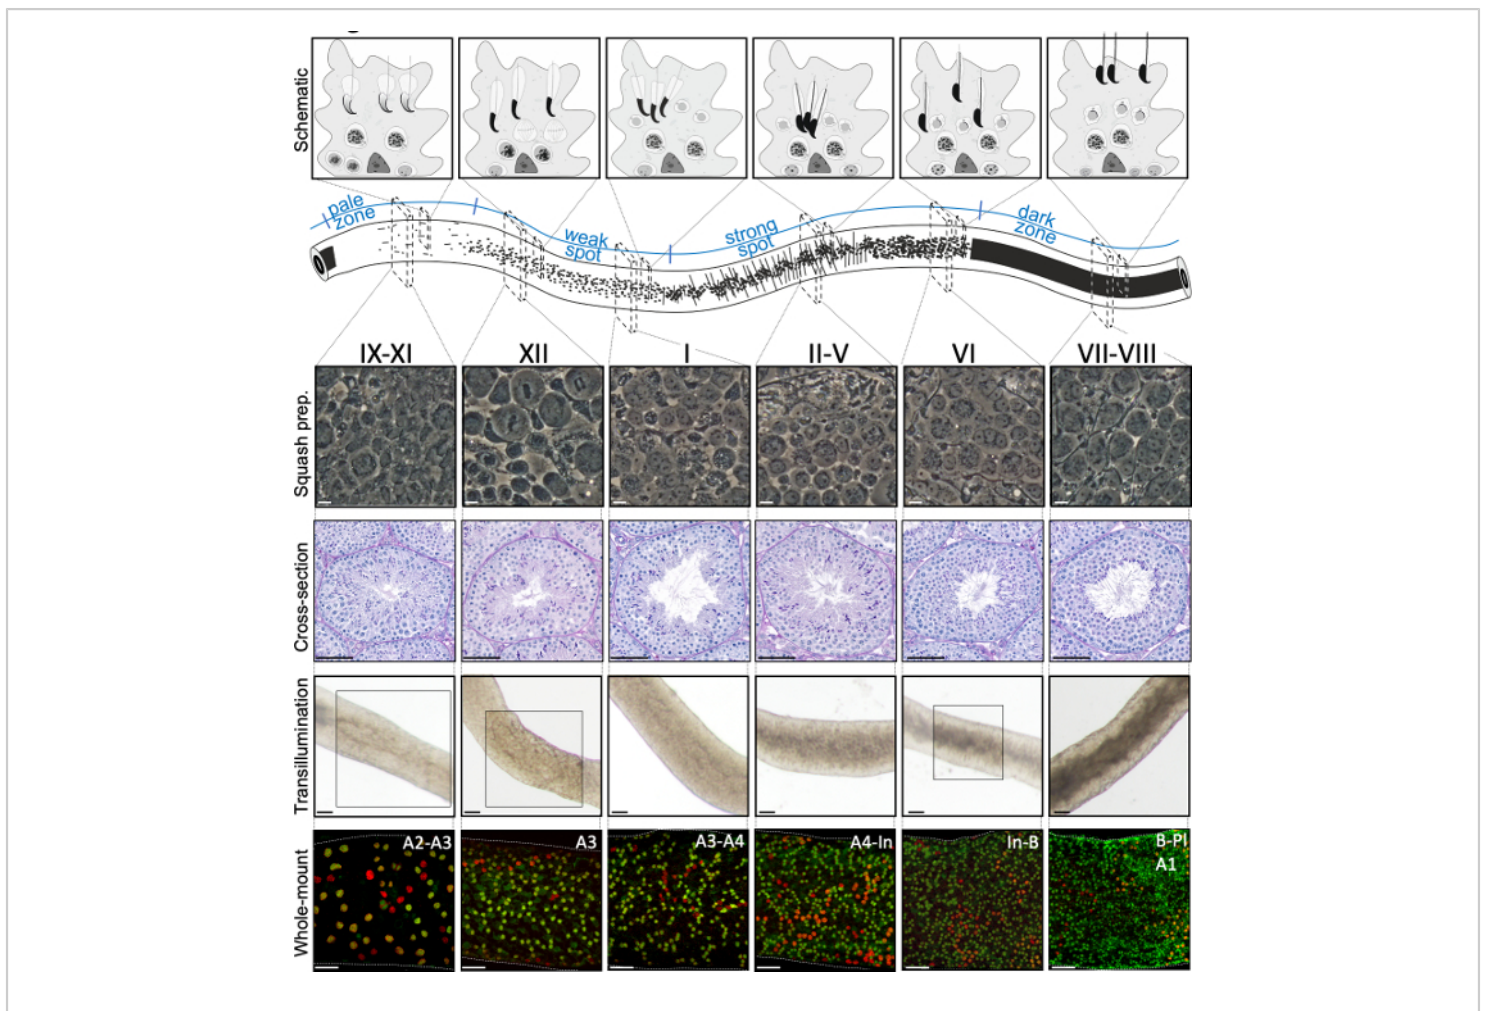 Schematic
pale
zone
weak
spot
strong
spot
dark
zone
IX-XI
XII
I
II-V
VI
VII-VIII
Squash prep.
Cross-section
Transillumination
Whole-mount
A2-A3
A3
A3-A4
A4-In
In-B
B-Pl
A1